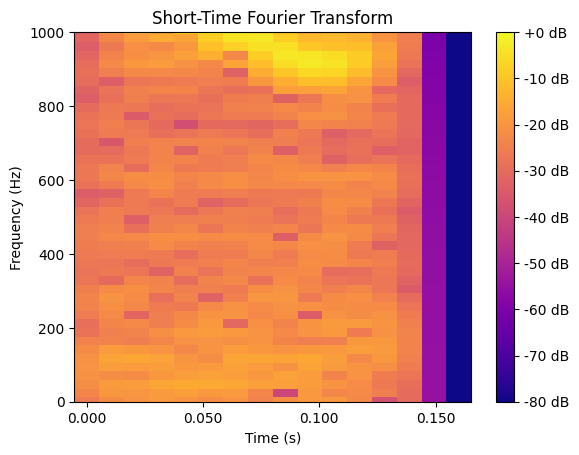 Short-Time Fourier Transform
1000
800
600
400
200
0
Frequency (Hz)
0.000
0.050
0.100
0.150
Time (s)
+0 dB
-10 dB
-20 dB
-30 dB
-40 dB
-50 dB
-60 dB
-70 dB
-80 dB